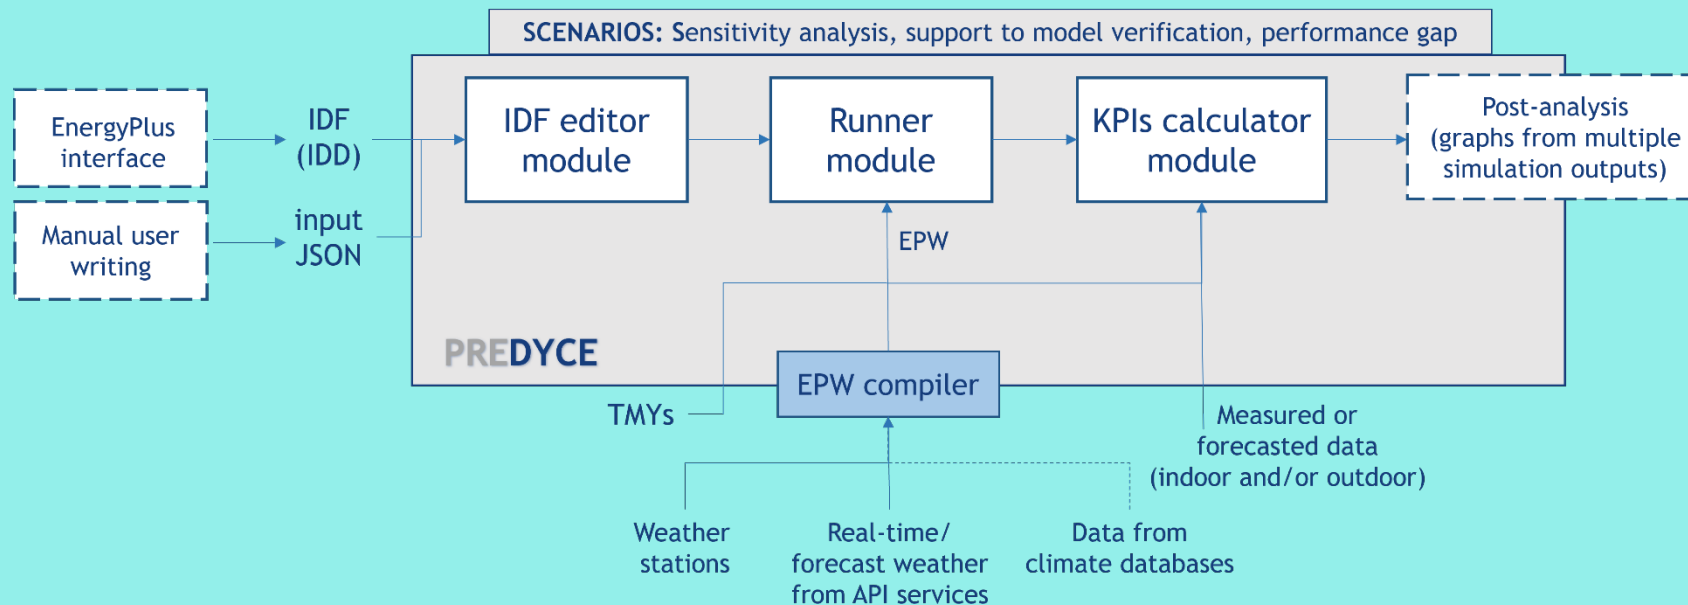 SCENARIOS: Sensitivity analysis, support to model verification, performance gap
EnergyPlus
interface
IDF
(IDD)
IDF editor
module
Runner
module
KPIs calculator
module
Post-analysis
(graphs from multiple
simulation outputs)
Manual user
writing
input
JSON
EPW
PREDYCE
EPW compiler
TMYs
Measured or
forecasted data
(indoor and/or outdoor)
Weather
stations
Real-time/
forecast weather
from API services
Data from
climate databases